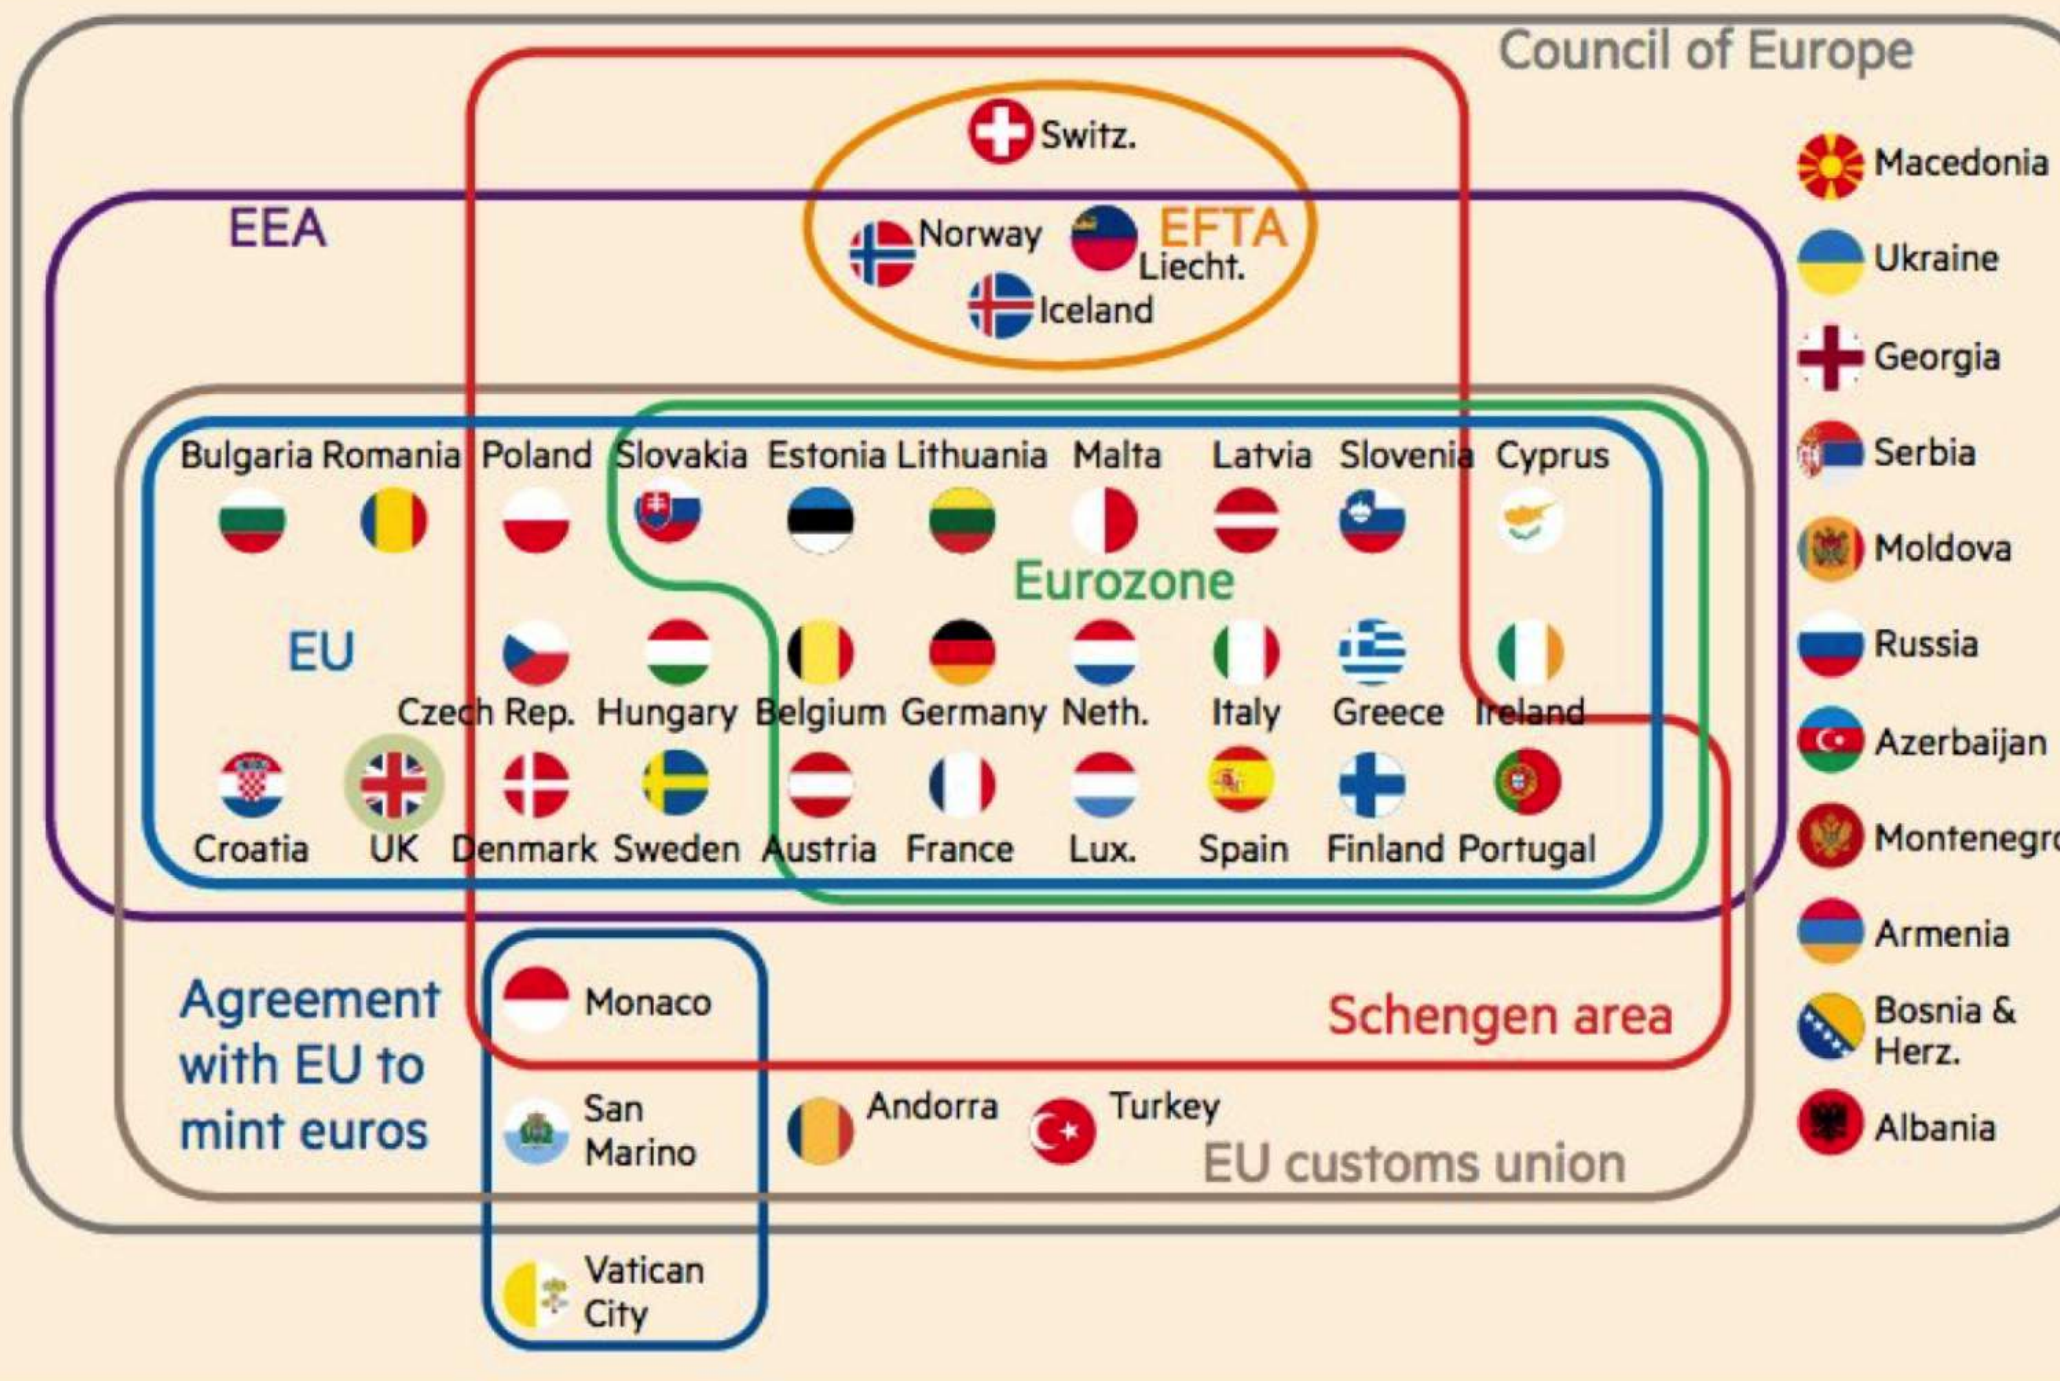 Council of Europe
Switz.
Macedonia
EEA
Norway
EFTA
Liecht.
Iceland
Ukraine
Georgia
Bulgaria Romania Poland Slovakia Estonia Lithuania Malta Latvia Slovenia Cyprus
Serbia
Eurozone
Moldova
EU
Russia
Czech Rep. Hungary Belgium Germany Neth. Italy Greece Ireland
Azerbaijan
Croatia UK Denmark Sweden Austria France Lux. Spain Finland Portugal
Montenegro
Armenia
Agreement
with EU to
mint euros
Monaco
Schengen area
Bosnia &
Herz.
San
Marino
Andorra
Turkey
EU customs union
Albania
Vatican
City